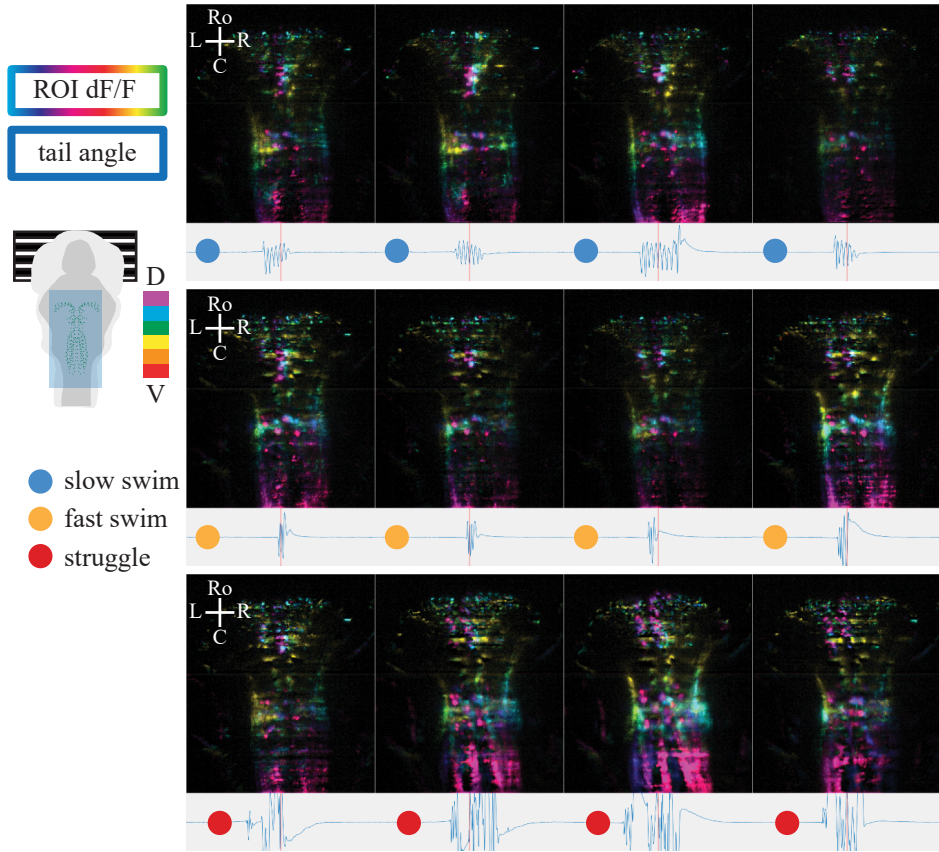 ROI dF/F
tail angle
D
V
slow swim
fast swim
struggle
Ro
L R
C
Ro
L R
C
Ro
L R
C